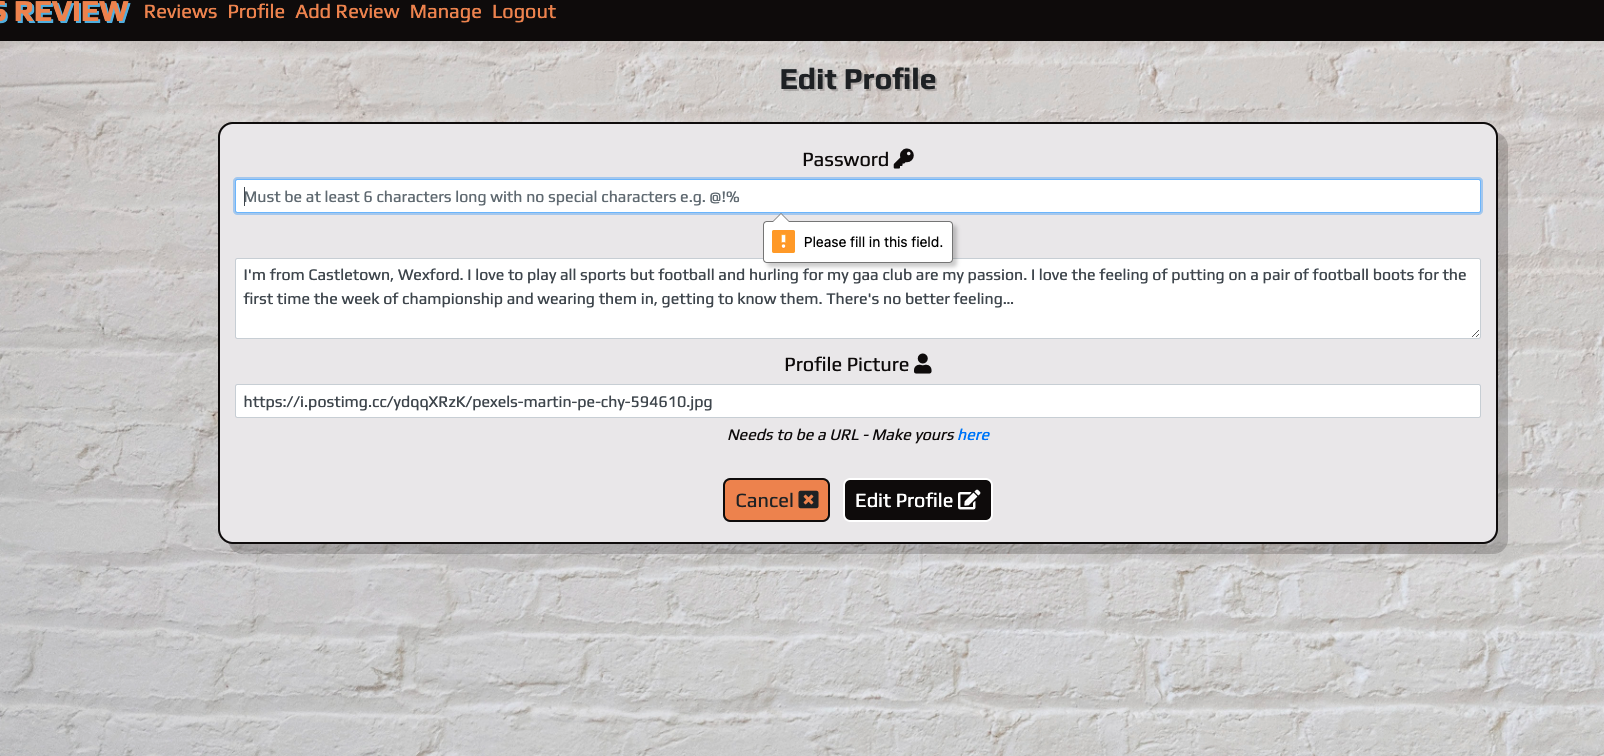 S REVIEW Reviews Profile Add Review Manage Logout
Edit Profile
Password
Must be at least 6 characters long with no special characters e.g. @!%
Please fill in this field.
I'm from Castletown, Wexford. I love to play all sports but football and hurling for my gaa club are my passion. I love the feeling of putting on a pair of football boots for the
first time the week of championship and wearing them in, getting to know them. There's no better feeling...
Profile Picture
https://i.postimg.cc/ydqqXRzK/pexels-martin-pe-chy-594610.jpg
Needs to be a URL - Make yours here
Cancel Edit Profile